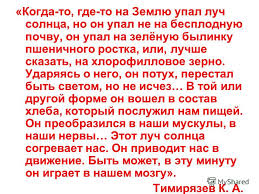 «Когда-то, где-то на Землю упал луч
солнца, но он упал не на бесплодную
почву, он упал на зелёную былинку
пшеничного ростка, или, лучше
сказать, на хлорофилловое зерно.
Ударяясь о него, он потух, перестал
быть светом, но не исчез… В той или
другой форме он вошел в состав
хлеба, который послужил нам пищей.
Он преобразился в наши мускулы, в
наши нервы… Этот луч солнца
согревает нас. Он приводит нас в
движение. Быть может, в эту минуту
он играет в нашем мозгу».
Тимирязев К. А.
MyShared